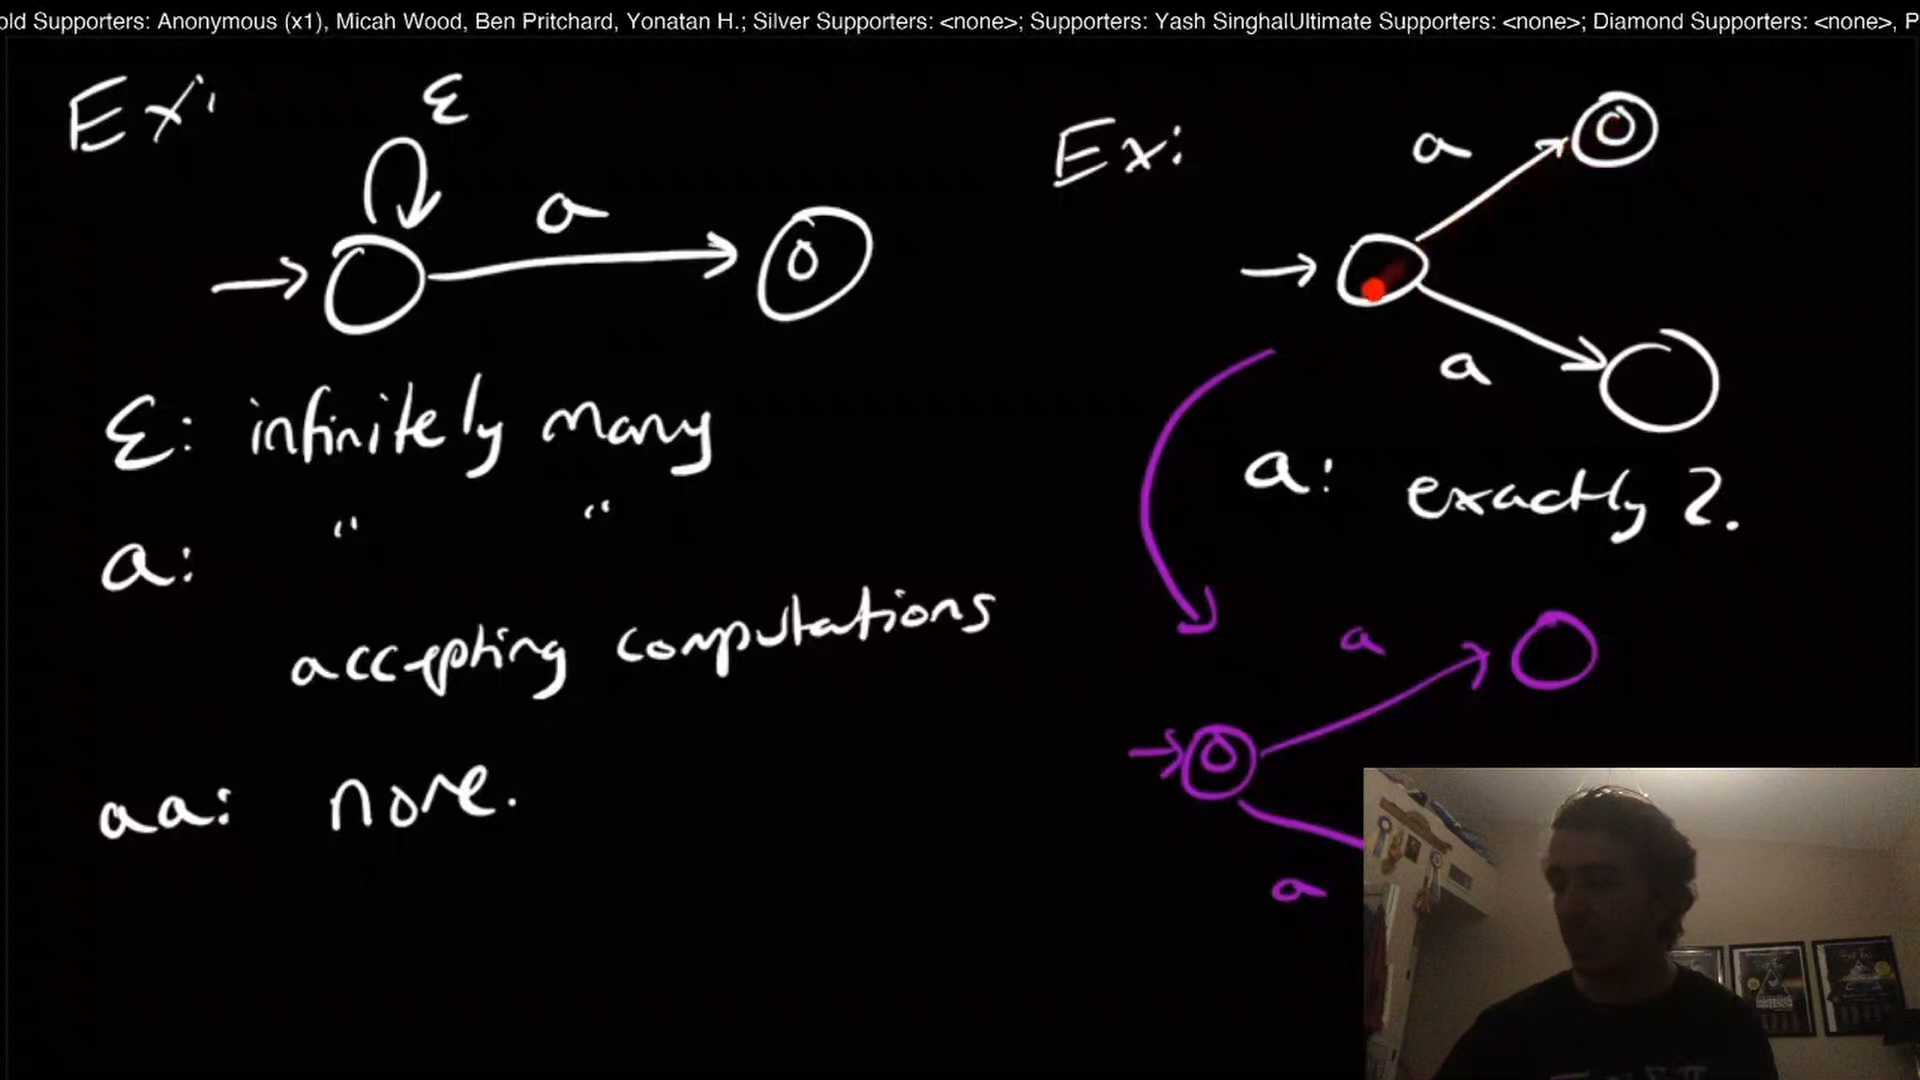 old Supporters: Anonymous (x1), Micah Wood, Ben Pritchard, Yonatan H.; Silver Supporters: <none>; Supporters: Yash SinghalUltimate Supporters: <none>; Diamond Supporters: <none>, P
Ex:
ε
a
ε: infinitely many
a: " "
accepting computations
aa: none.
Ex:
a
a
a: exactly 2.
a
a